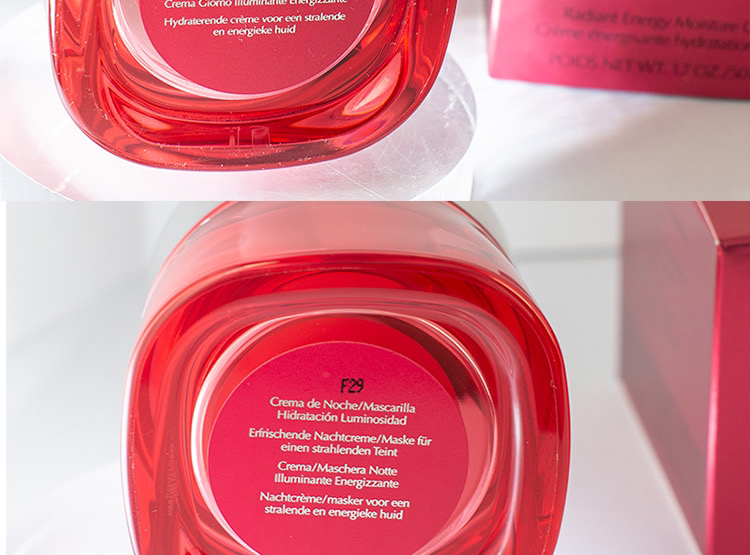 Crema Giorno Illuminante Energizzante
Hydraterende crème voor een stralende
en energieke huid
Radiant Energy Moisture
Crème énergisante
POIDS NET WT. 1.7 OZ./50
F29
Crema de Noche/Mascarilla
Hidratación Luminosidad
Erfrischende Nachtcreme/Maske für
einen strahlenden Teint
Crema/Maschera Notte
Illuminante Energizzante
Nachtcrème/masker voor een
stralende en energieke huid